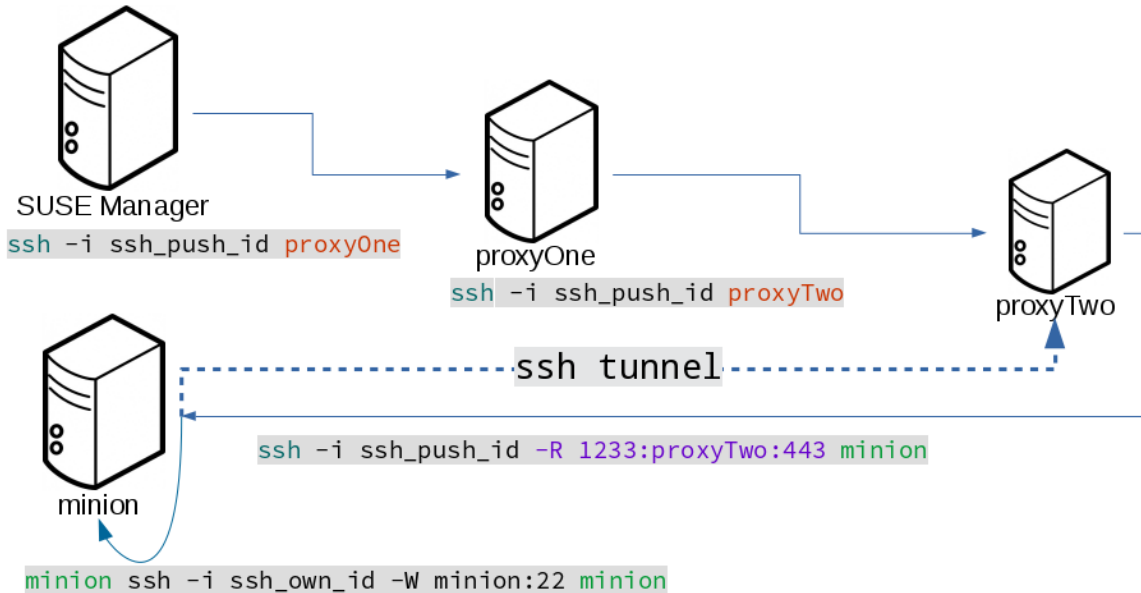 SUSE Manager
ssh -i ssh_push_id proxyOne
proxyOne
ssh -i ssh_push_id proxyTwo
proxyTwo
ssh tunnel
ssh -i ssh_push_id -R 1233:proxyTwo:443 minion
minion
minion ssh -i ssh_own_id -W minion:22 minion